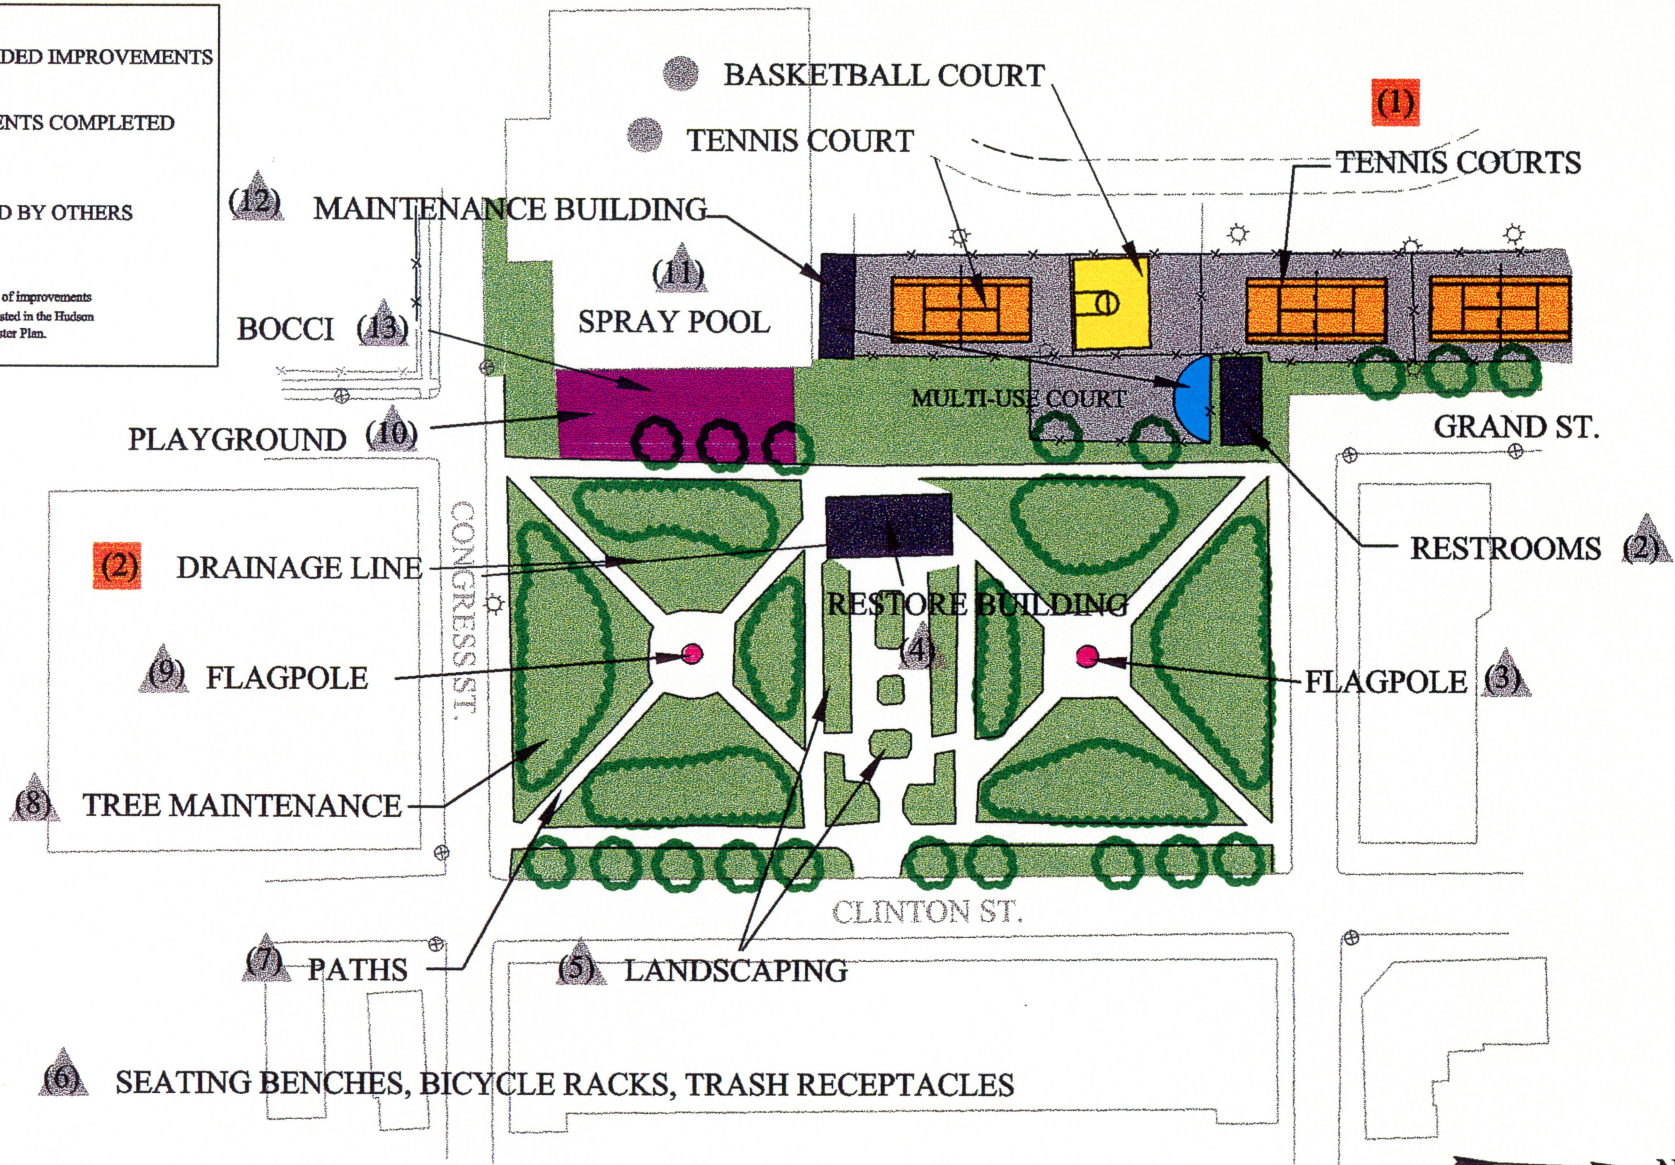 DED IMPROVEMENTS
ENTS COMPLETED
D BY OTHERS
of improvements
sted in the Hudson
ster Plan.
BASKETBALL COURT
TENNIS COURT
(1)
TENNIS COURTS
(12) MAINTENANCE BUILDING
(11)
SPRAY POOL
BOCCI (13)
MULTI-USE COURT
PLAYGROUND (10)
GRAND ST.
CONGRESS ST.
(2) DRAINAGE LINE
RESTROOMS (2)
RESTORE BUILDING
(4)
(9) FLAGPOLE
FLAGPOLE (3)
(8) TREE MAINTENANCE
CLINTON ST.
(7) PATHS
(5) LANDSCAPING
(6) SEATING BENCHES, BICYCLE RACKS, TRASH RECEPTACLES